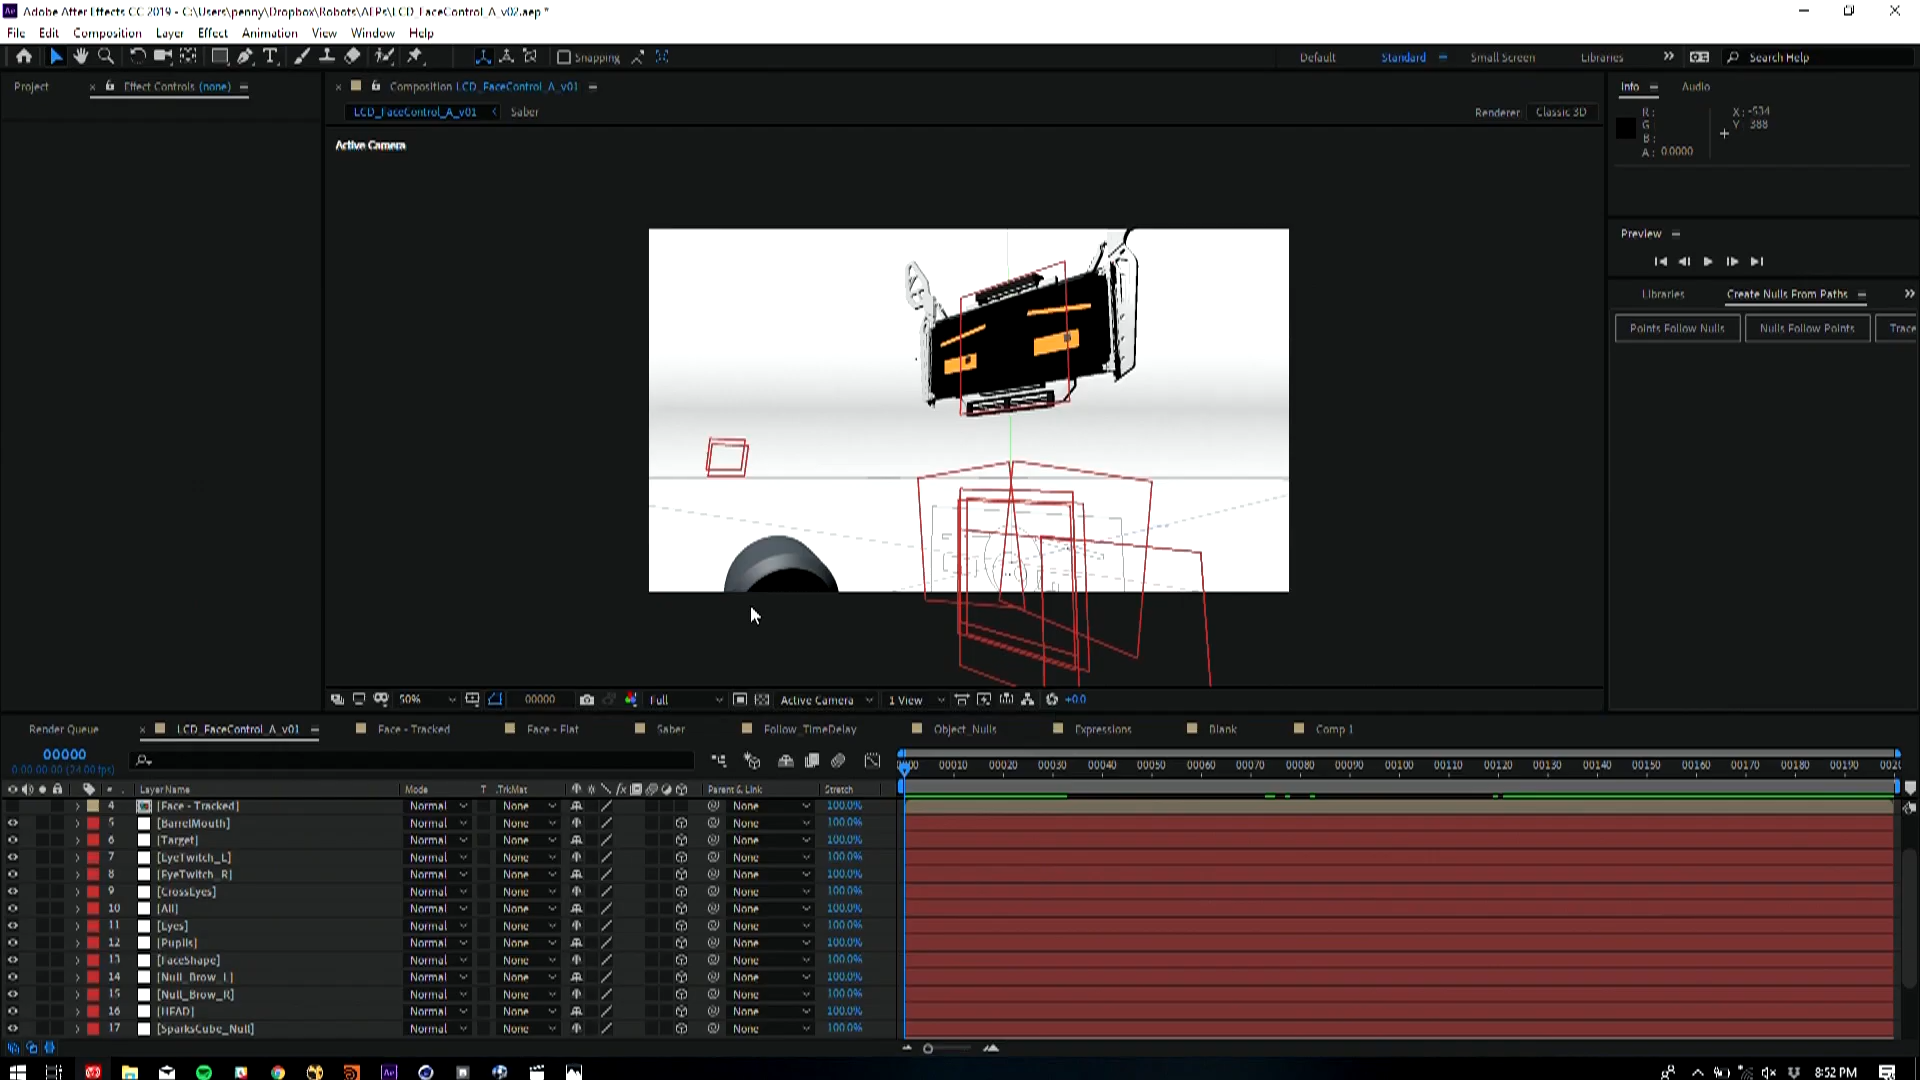 Adobe After Effects CC 2019 - C:\Users\penny\Dropbox\Robots\AEPs\LCD_FaceControl_A_v02.aep *
File Edit Composition Layer Effect Animation View Window Help
Snapping
Default Standard Small Screen Libraries Search Help
Project Effect Controls (none)
Composition LCD_FaceControl_A_v01
Info Audio
LCD_FaceControl_A_v01 Saber
Renderer: Classic 3D
R: X: -534
G: Y: 388
B:
A: 0.0000
Active Camera
Preview
Libraries Create Nulls From Paths
Points Follow Nulls Nulls Follow Points Trace
50% 00000 Full Active Camera 1 View +0.0
Render Queue LCD_FaceControl_A_v01 Face - Tracked Face - Flat Saber Follow_TimeDelay Object_Nulls Expressions Blank Comp 1
00000
0:00:00:00 (24.00 fps)
00010 00020 00030 00040 00050 00060 00070 00080 00090 00100 00110 00120 00130 00140 00150 00160 00170 00180 00190
# Layer Name Mode T .TrkMat Parent & Link Stretch
4 [Face - Tracked] Normal None None 100.0%
5 [BarrelMouth] Normal None None 100.0%
6 [Target] Normal None None 100.0%
7 [EyeTwitch_L] Normal None None 100.0%
8 [EyeTwitch_R] Normal None None 100.0%
9 [CrossEyes] Normal None None 100.0%
10 [All] Normal None None 100.0%
11 [Eyes] Normal None None 100.0%
12 [Pupils] Normal None None 100.0%
13 [FaceShape] Normal None None 100.0%
14 [Null_Brow_L] Normal None None 100.0%
15 [Null_Brow_R] Normal None None 100.0%
16 [HEAD] Normal None None 100.0%
17 [SparksCube_Null] Normal None None 100.0%
8:52 PM